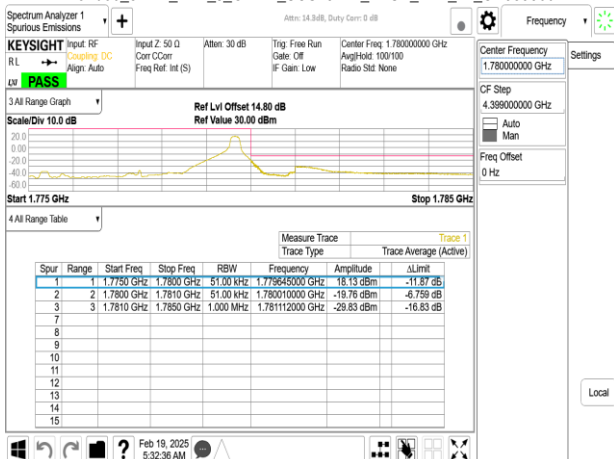 Spectrum Analyzer 1
Spurious Emissions
Attn: 14.8dB, Duty Corr: 0 dB
Frequency
KEYSIGHT
RL
PASS
Input: RF
Coupling: DC
Align: Auto
Input Z: 50 Ω
Corr CCorr
Freq Ref: Int (S)
Atten: 30 dB
Trig: Free Run
Gate: Off
IF Gain: Low
Center Freq: 1.780000000 GHz
Avg|Hold: 100/100
Radio Std: None
Center Frequency
1.780000000 GHz
Settings
CF Step
4.399000000 GHz
Auto
Man
Freq Offset
0 Hz
3 All Range Graph
Scale/Div 10.0 dB
Ref Lvl Offset 14.80 dB
Ref Value 30.00 dBm
20.0
0.00
-20.0
-40.0
-60.0
Start 1.775 GHz
Stop 1.785 GHz
4 All Range Table
Measure Trace Trace 1
Trace Type Trace Average (Active)
Spur Range Start Freq Stop Freq RBW Frequency Amplitude ΔLimit
1 1 1.7750 GHz 1.7800 GHz 51.00 kHz 1.779645000 GHz 18.13 dBm -11.87 dB
2 2 1.7800 GHz 1.7810 GHz 51.00 kHz 1.780010000 GHz -19.76 dBm -6.759 dB
3 3 1.7810 GHz 1.7850 GHz 1.000 MHz 1.781112000 GHz -29.83 dBm -16.83 dB
7
8
9
10
11
12
13
14
15
Local
Feb 19, 2025
5:32:36 AM